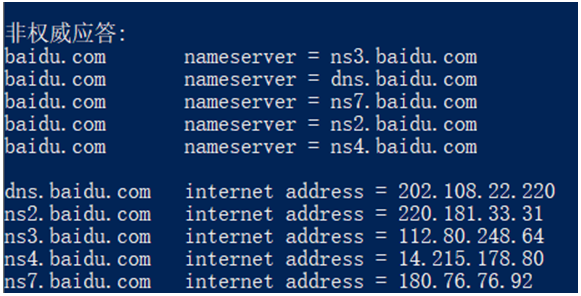 非权威应答:
baidu.com nameserver = ns3.baidu.com
baidu.com nameserver = dns.baidu.com
baidu.com nameserver = ns7.baidu.com
baidu.com nameserver = ns2.baidu.com
baidu.com nameserver = ns4.baidu.com
dns.baidu.com internet address = 202.108.22.220
ns2.baidu.com internet address = 220.181.33.31
ns3.baidu.com internet address = 112.80.248.64
ns4.baidu.com internet address = 14.215.178.80
ns7.baidu.com internet address = 180.76.76.92